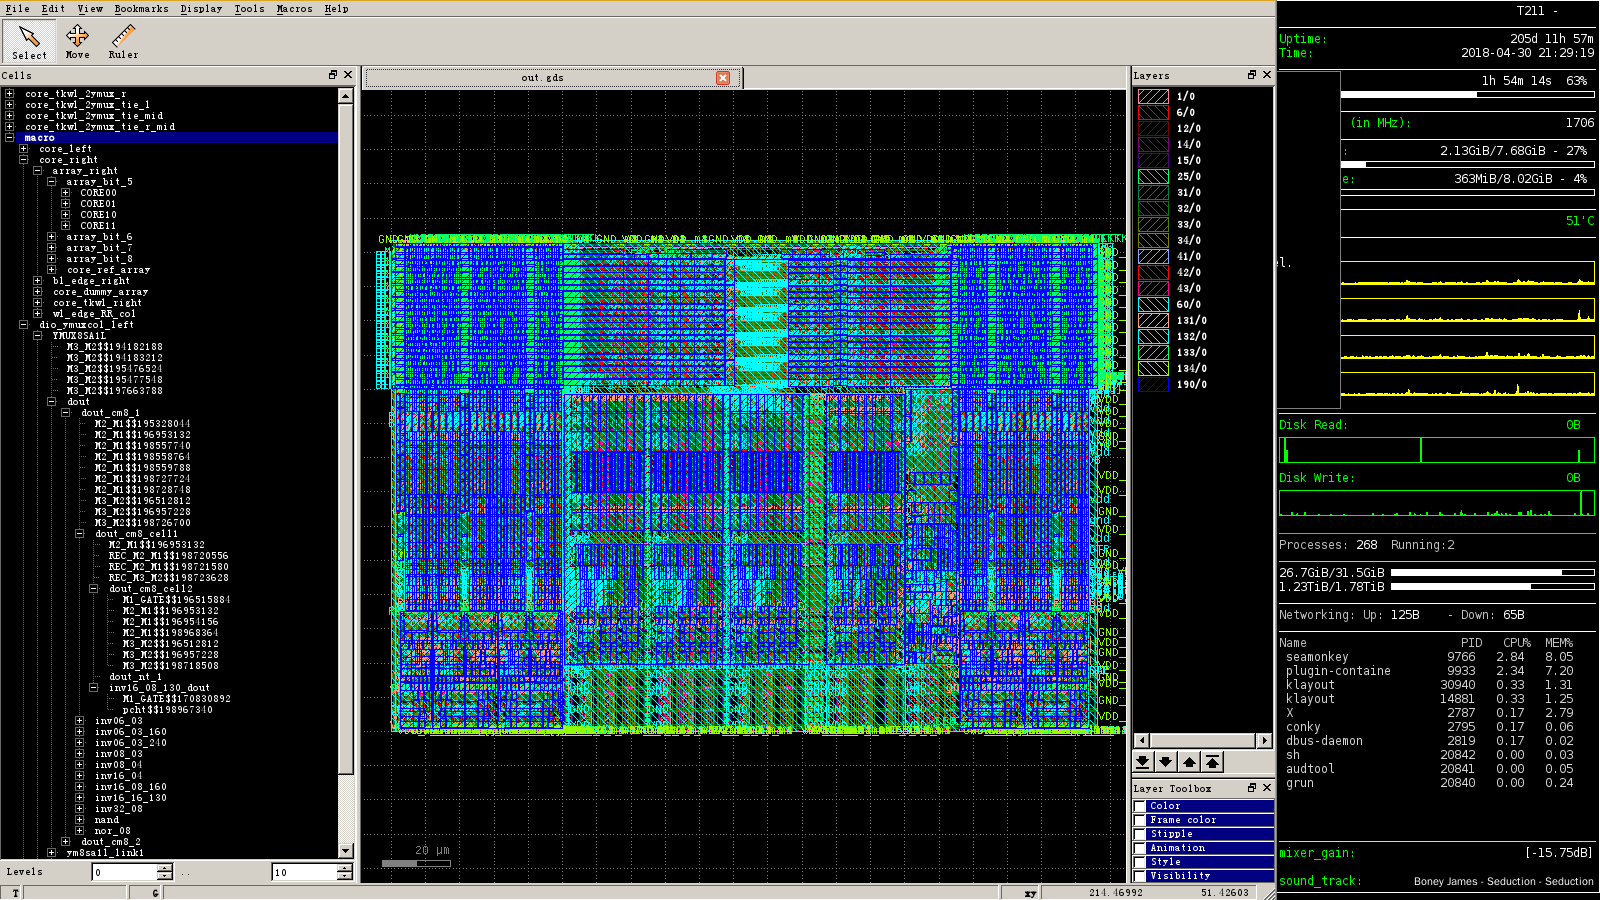 File Edit View Bookmarks Display Tools Macros Help
Select Move Ruler
Cells
core_tkwl_2ymux_r
core_tkwl_2ymux_tie_l
core_tkwl_2ymux_tie_mid
core_tkwl_2ymux_tie_r_mid
macro
core_left
core_right
array_right
array_bit_5
CORE00
CORE01
CORE10
CORE11
array_bit_6
array_bit_7
array_bit_8
core_ref_array
bl_edge_right
core_dummy_array
core_tkwl_right
wl_edge_RR_col
dio_ymuxcol_left
YMUX8SA11
M3_M2$$194182188
M3_M2$$194183212
M3_M2$$195476524
M3_M2$$195477548
M3_M2$$197663788
dout
dout_cm8_1
M2_M1$$195328044
M2_M1$$196953132
M2_M1$$198557740
M2_M1$$198558764
M2_M1$$198559788
M2_M1$$198727724
M2_M1$$198728748
M3_M2$$196512812
M3_M2$$196957228
M3_M2$$198726700
dout_cm8_cell1
M2_M1$$196953132
REC_M2_M1$$198720556
REC_M2_M1$$198721580
REC_M3_M2$$198723628
dout_cm8_cell2
M1_GATE$$196515884
M2_M1$$196953132
M2_M1$$196954156
M2_M1$$198968364
M3_M2$$196512812
M3_M2$$196957228
M3_M2$$198718508
dout_nt_1
inv16_08_130_dout
M1_GATE$$170830892
pcht$$198967340
inv06_03
inv06_03_160
inv06_03_240
inv08_03
inv08_04
inv16_04
inv16_08_160
inv16_16_130
inv32_08
nand
nor_08
dout_cm8_2
ym8sa11_link1
Levels 0 .. 10
T G
out.gds
20 µm
xy 214.46992 51.42603
Layers
1/0
6/0
12/0
14/0
15/0
25/0
31/0
32/0
33/0
34/0
41/0
42/0
43/0
60/0
131/0
132/0
133/0
134/0
190/0
Layer Toolbox
Color
Frame color
Stipple
Animation
Style
Visibility
T211 -
Uptime: 205d 11h 57m
Time: 2018-04-30 21:29:19
1h 54m 14s 63%
(in MHz): 1706
: 2.13GiB/7.68GiB - 27%
e: 363MiB/8.02GiB - 4%
51'C
l.
Disk Read: 0B
Disk Write: 0B
Processes: 268 Running:2
26.7GiB/31.5GiB
1.23TiB/1.78TiB
Networking: Up: 125B - Down: 65B
Name PID CPU% MEM%
seamonkey 9766 2.84 8.05
plugin-containe 9933 2.34 7.20
klayout 30940 0.33 1.31
klayout 14881 0.33 1.25
X 2787 0.17 2.79
conky 2795 0.17 0.06
dbus-daemon 2819 0.17 0.02
sh 20842 0.00 0.03
audtool 20841 0.00 0.05
grun 20840 0.00 0.24
mixer_gain: [-15.75dB]
sound_track: Boney James - Seduction - Seduction